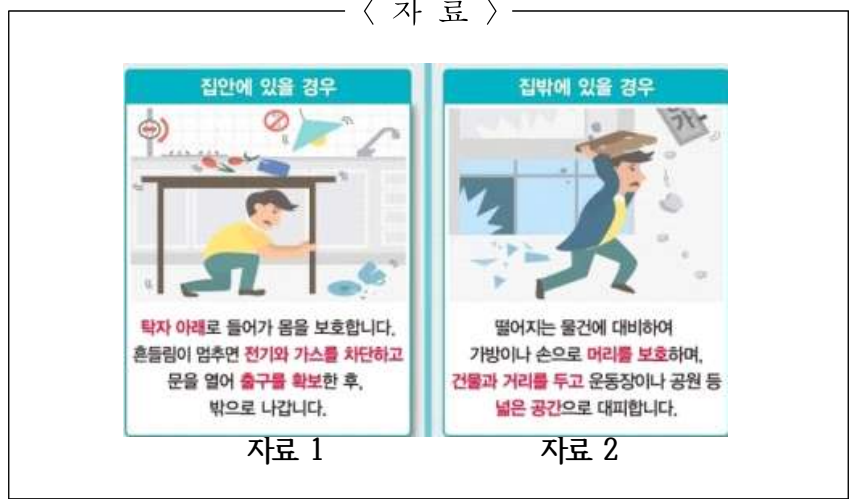 〈 자 료 〉
집안에 있을 경우
탁자 아래로 들어가 몸을 보호합니다.
흔들림이 멈추면 전기와 가스를 차단하고
문을 열어 출구를 확보한 후,
밖으로 나갑니다.
자료 1
집밖에 있을 경우
가
떨어지는 물건에 대비하여
가방이나 손으로 머리를 보호하며,
건물과 거리를 두고 운동장이나 공원 등
넓은 공간으로 대피합니다.
자료 2